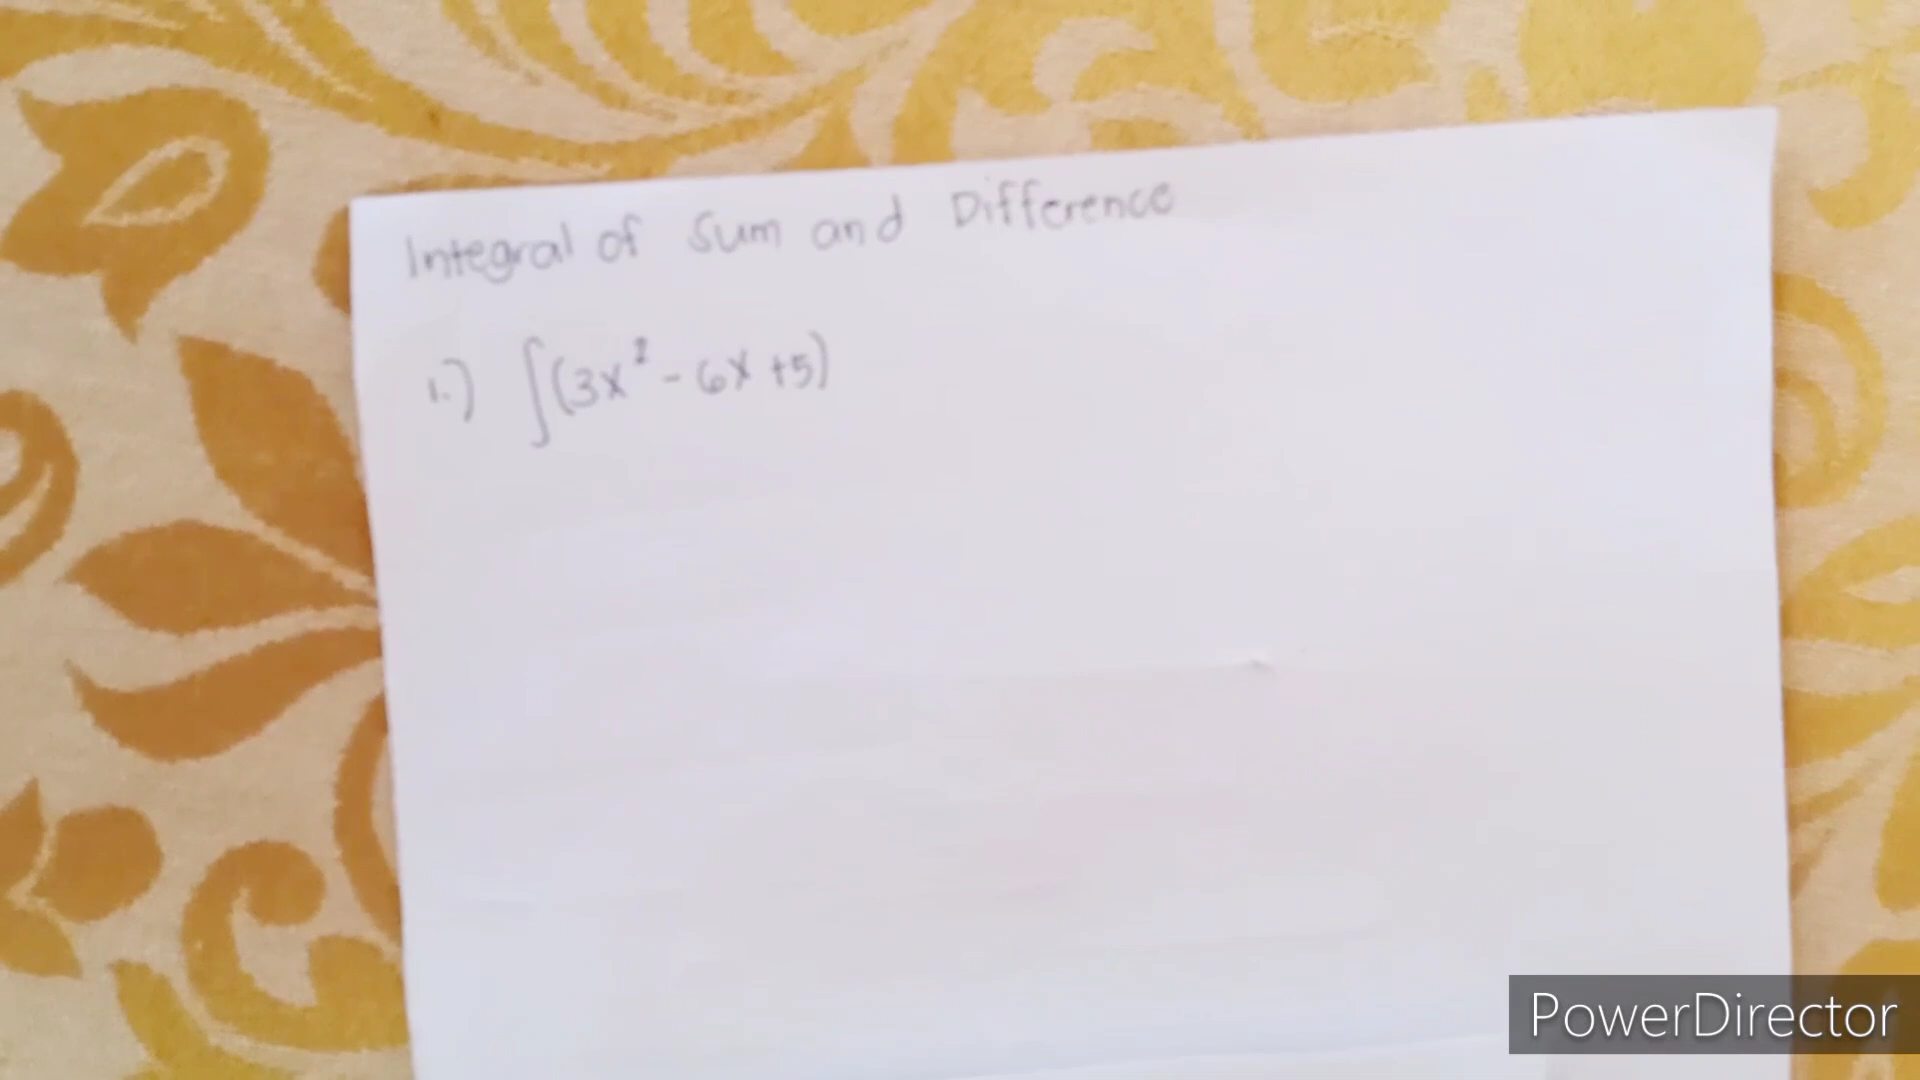 Integral of Sum and Difference
1.) ∫(3x² - 6x + 5)
PowerDirector